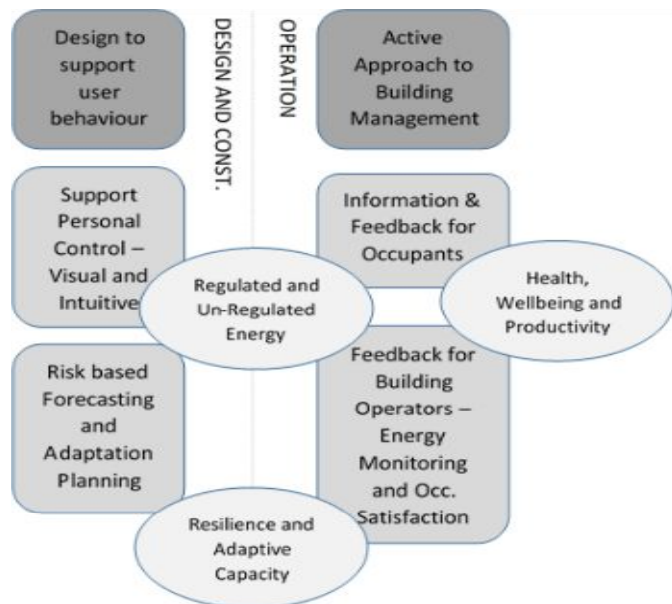 Design to
support
user
behaviour
DESIGN AND CONST.
OPERATION
Active
Approach to
Building
Management
Support
Personal
Control –
Visual and
Intuitive
Information &
Feedback for
Occupants
Regulated and
Un-Regulated
Energy
Health,
Wellbeing and
Productivity
Risk based
Forecasting
and
Adaptation
Planning
Feedback for
Building
Operators –
Energy
Monitoring
and Occ.
Satisfaction
Resilience and
Adaptive
Capacity